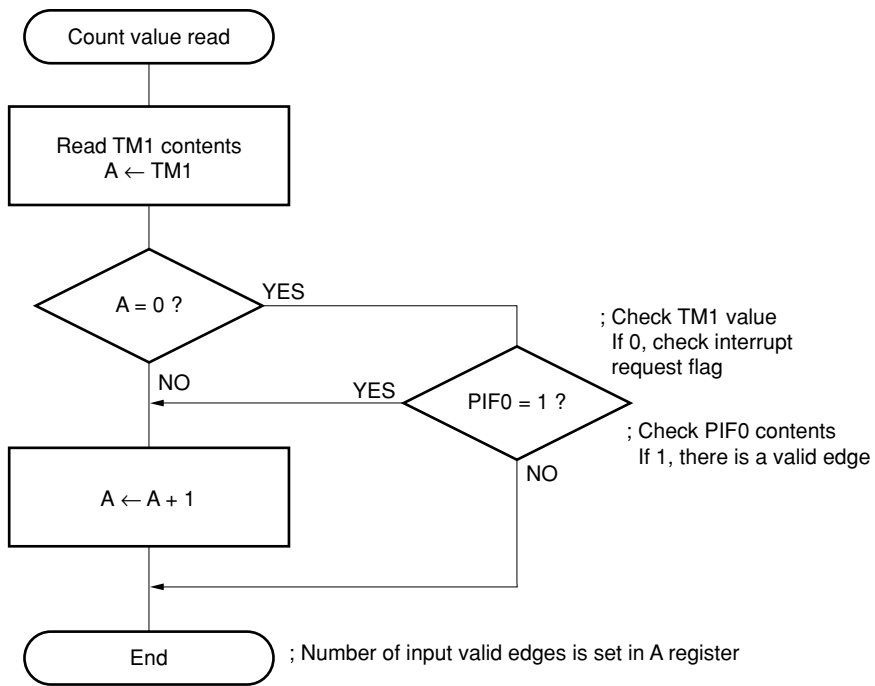 Count value read
Read TM1 contents
A ← TM1
A = 0 ?
YES
; Check TM1 value
If 0, check interrupt
request flag
NO
YES
PIF0 = 1 ?
; Check PIF0 contents
If 1, there is a valid edge
NO
A ← A + 1
End
; Number of input valid edges is set in A register